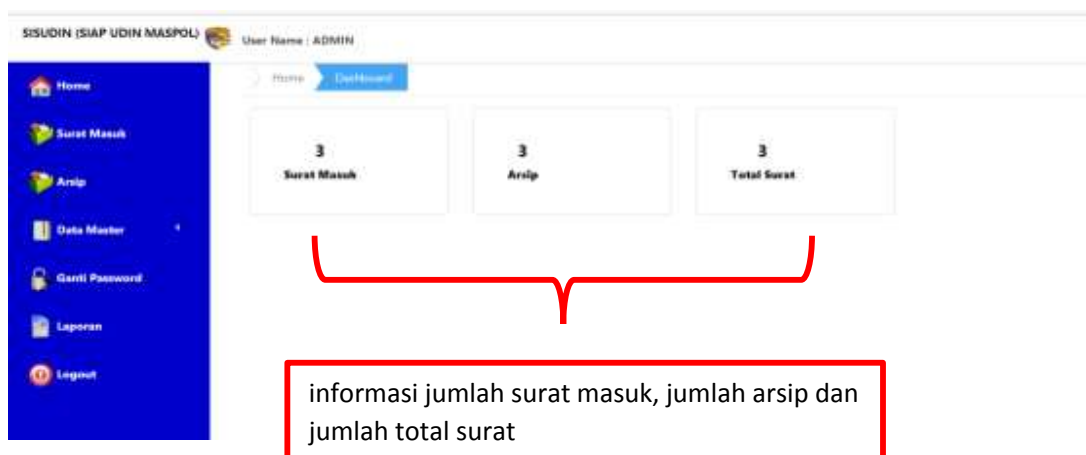 SISUDIN (SIAP UDIN MASPOL)
User Name : ADMIN
Home
Home
Dashboard
Surat Masuk
Arsip
Data Master
Ganti Password
Laporan
Logout
3
Surat Masuk
3
Arsip
3
Total Surat
informasi jumlah surat masuk, jumlah arsip dan
jumlah total surat